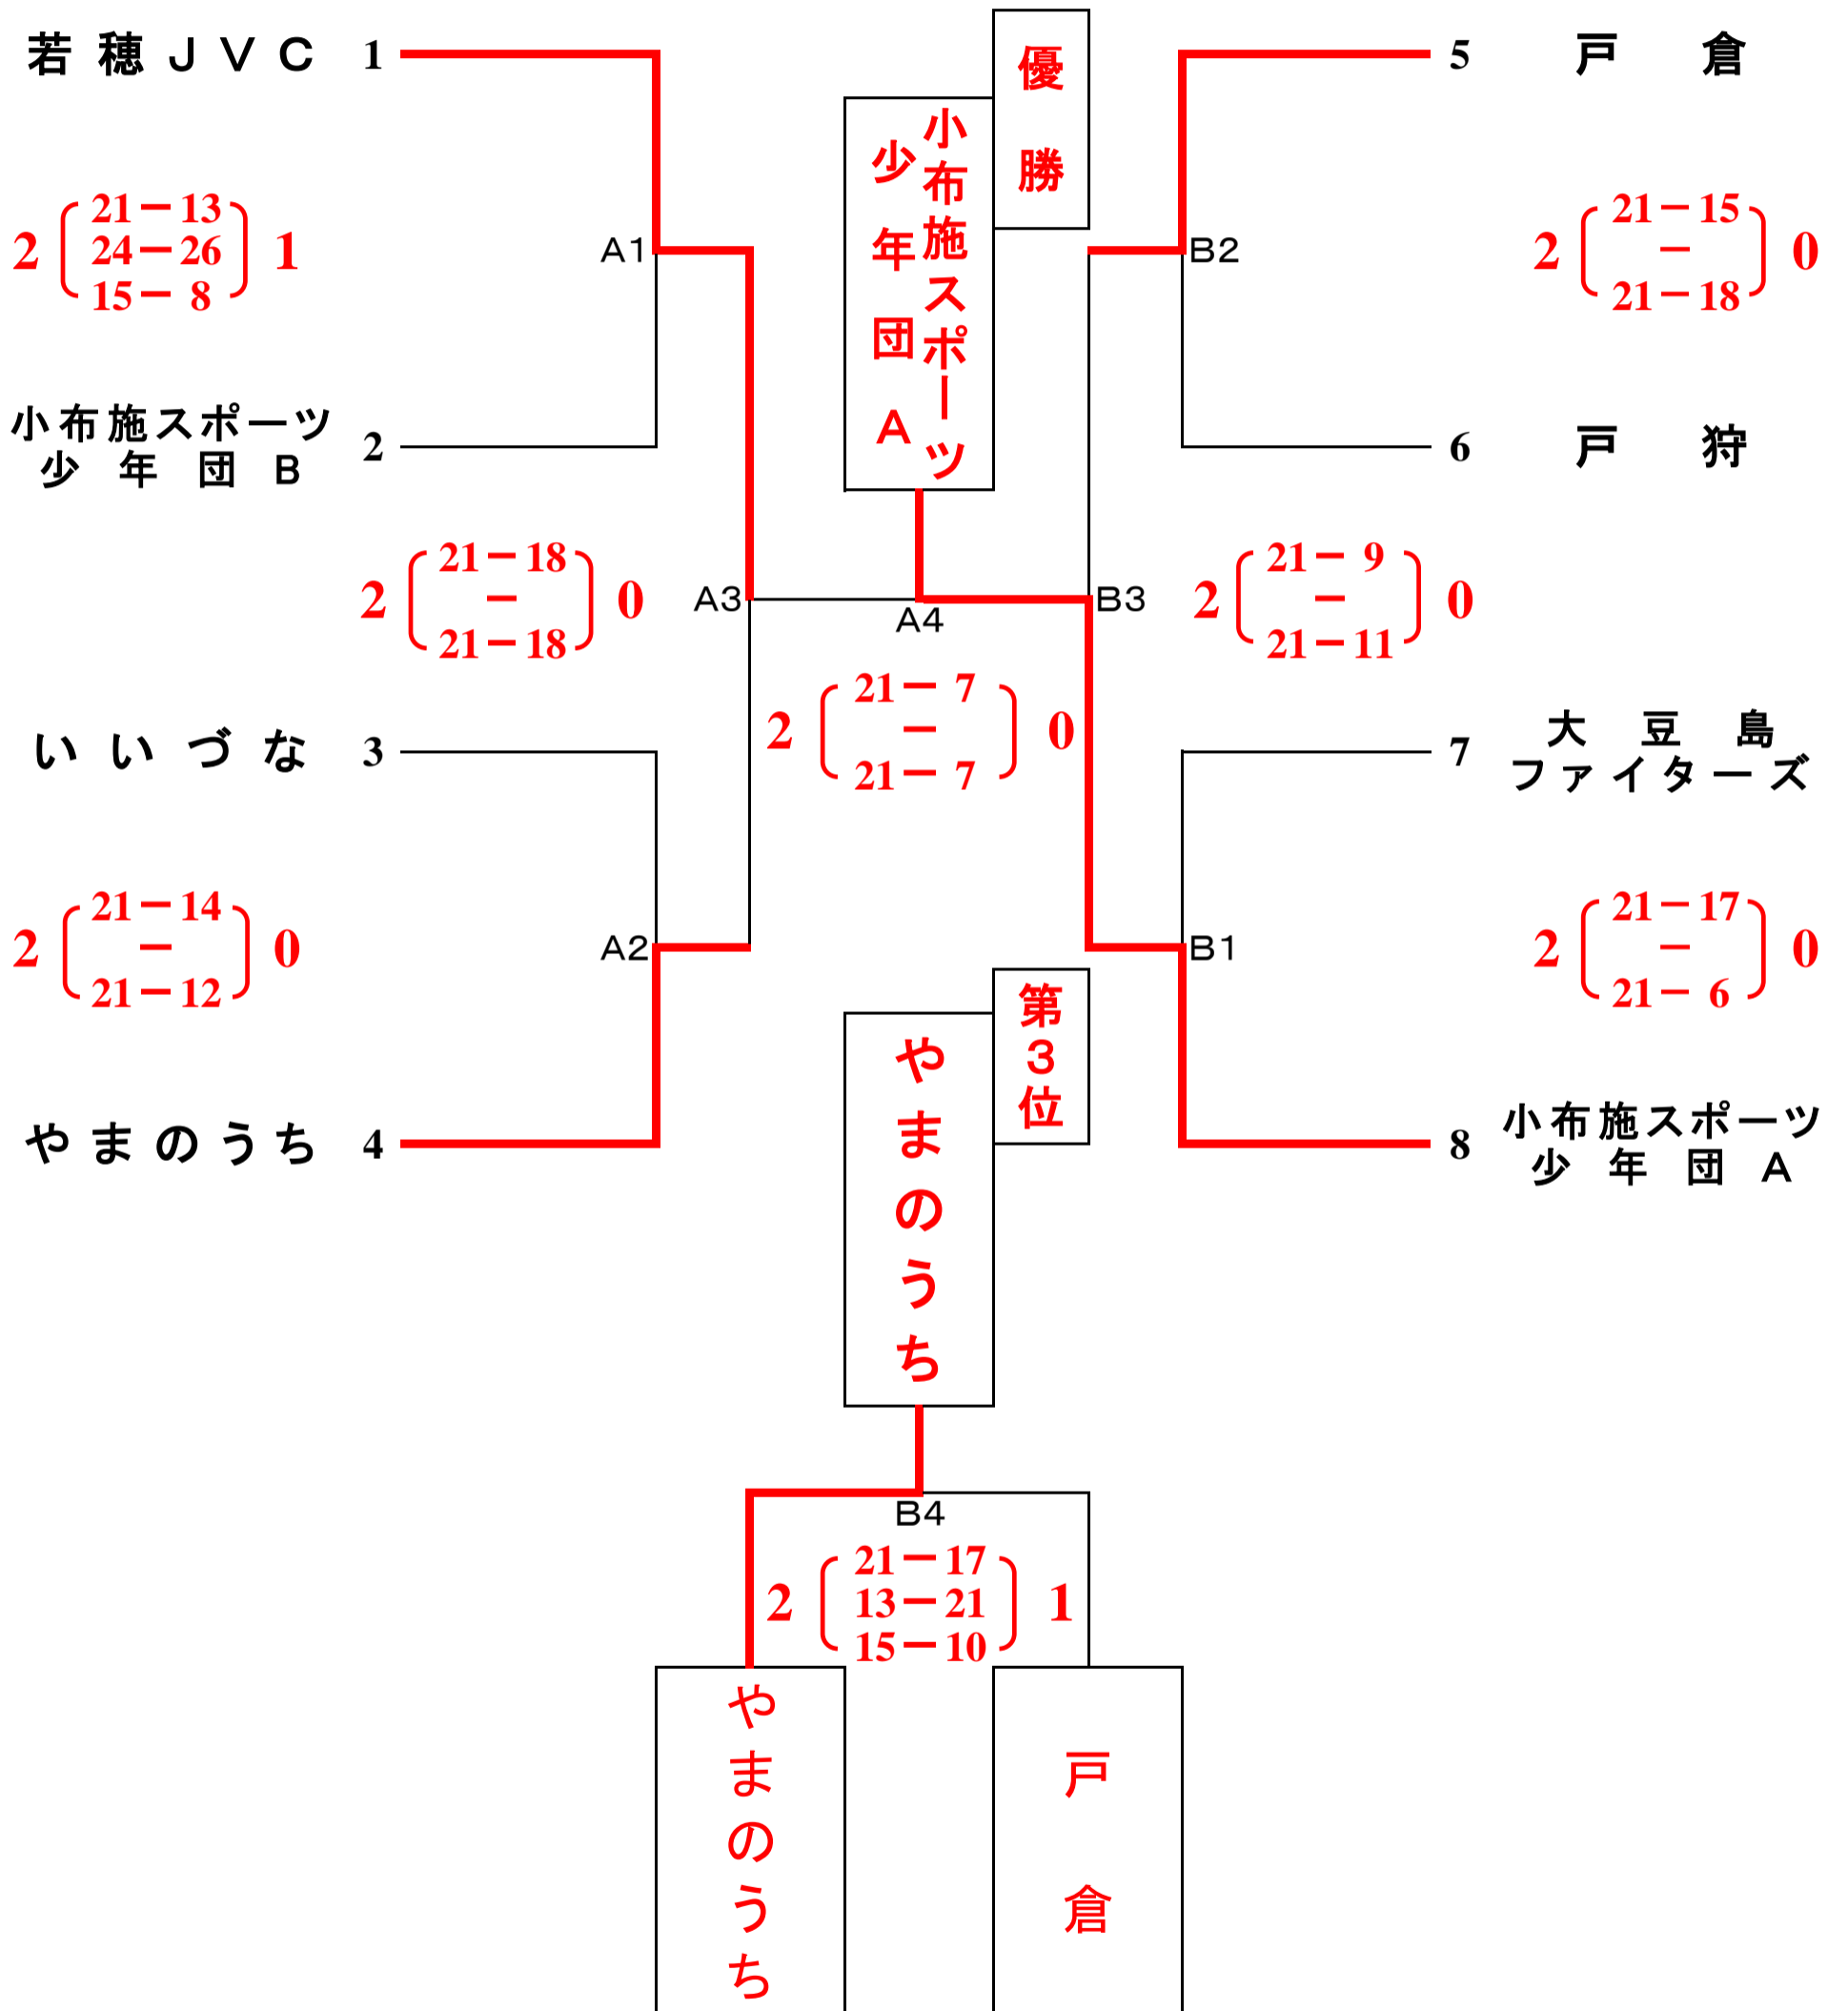 若穂JVC 1
2 21－13 1
24－26
15－8
A1
小布施スポーツ 2
少年団B
2 21－18 0
－
21－18
A3
いいづな 3
2 21－14 0
－
21－12
A2
やまのうち 4
優勝
小布施スポーツ
少年団A
A4
2 21－7 0
－
21－7
5 戸倉
B2
2 21－15 0
－
21－18
6 戸狩
B3
2 21－9 0
－
21－11
7 大豆島
ファイターズ
B1
2 21－17 0
－
21－6
8 小布施スポーツ
少年団A
第3位
やまのうち
B4
2 21－17 1
13－21
15－10
やまのうち
戸倉